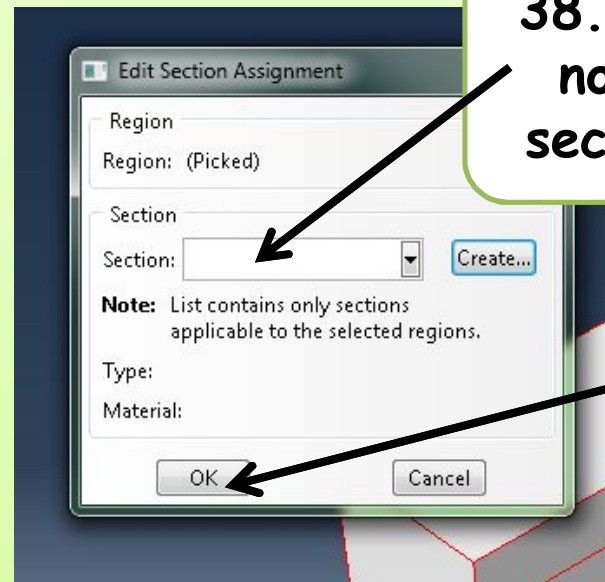 38.
Edit Section Assignment
Region
Region: (Picked)
Section
Section:
Create...
Note: List contains only sections
applicable to the selected regions.
Type:
Material:
OK
Cancel